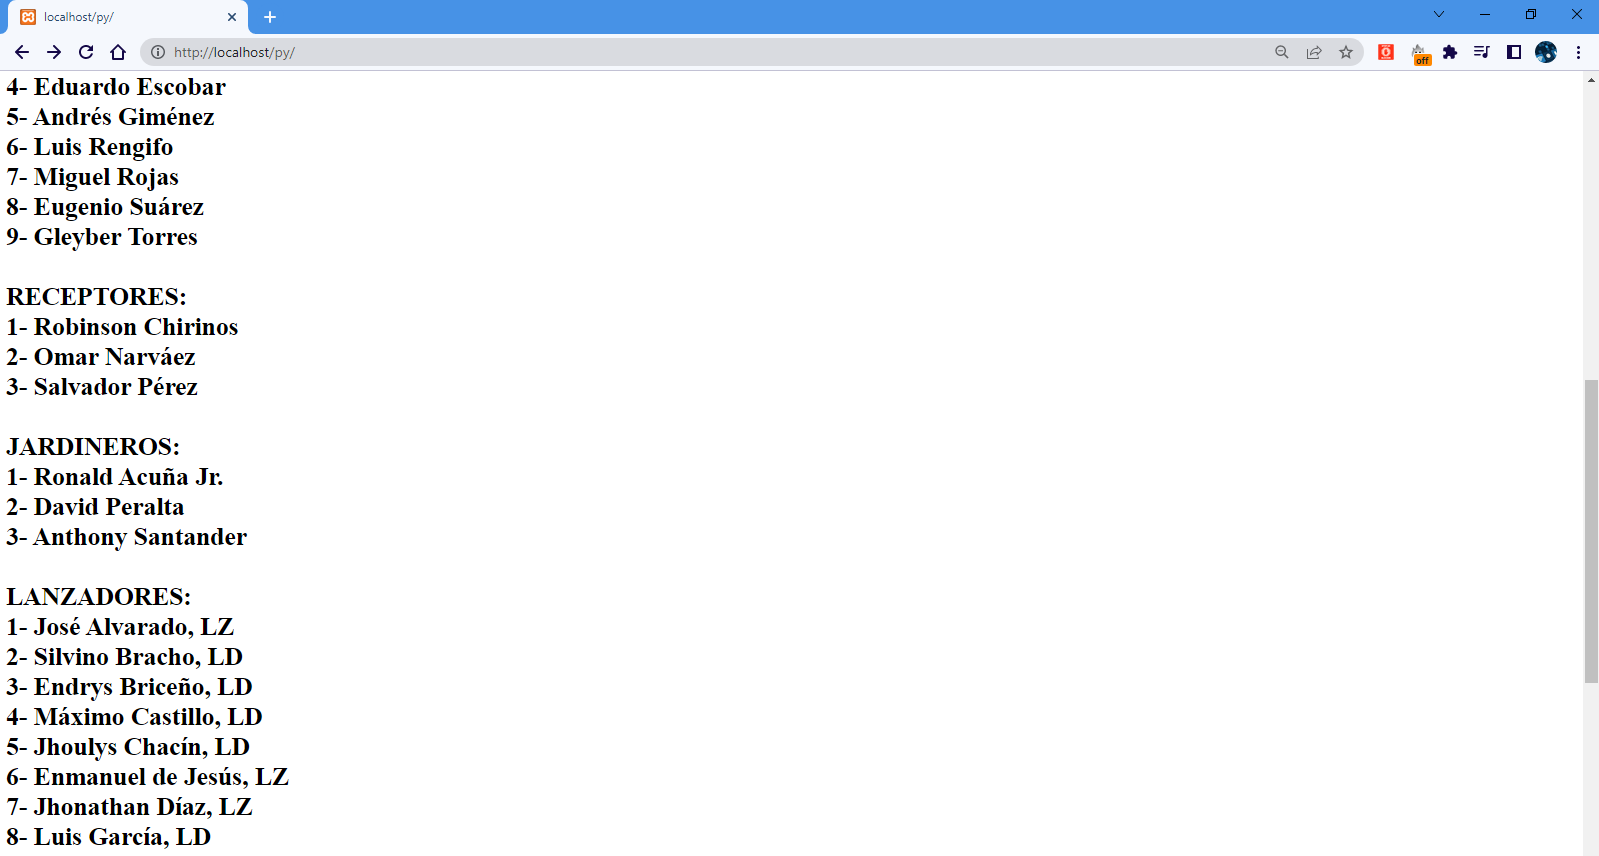 localhost/py/
http://localhost/py/
off
4- Eduardo Escobar
5- Andrés Giménez
6- Luis Rengifo
7- Miguel Rojas
8- Eugenio Suárez
9- Gleyber Torres
RECEPTORES:
1- Robinson Chirinos
2- Omar Narváez
3- Salvador Pérez
JARDINEROS:
1- Ronald Acuña Jr.
2- David Peralta
3- Anthony Santander
LANZADORES:
1- José Alvarado, LZ
2- Silvino Bracho, LD
3- Endrys Briceño, LD
4- Máximo Castillo, LD
5- Jhoulys Chacín, LD
6- Enmanuel de Jesús, LZ
7- Jhonathan Díaz, LZ
8- Luis García, LD